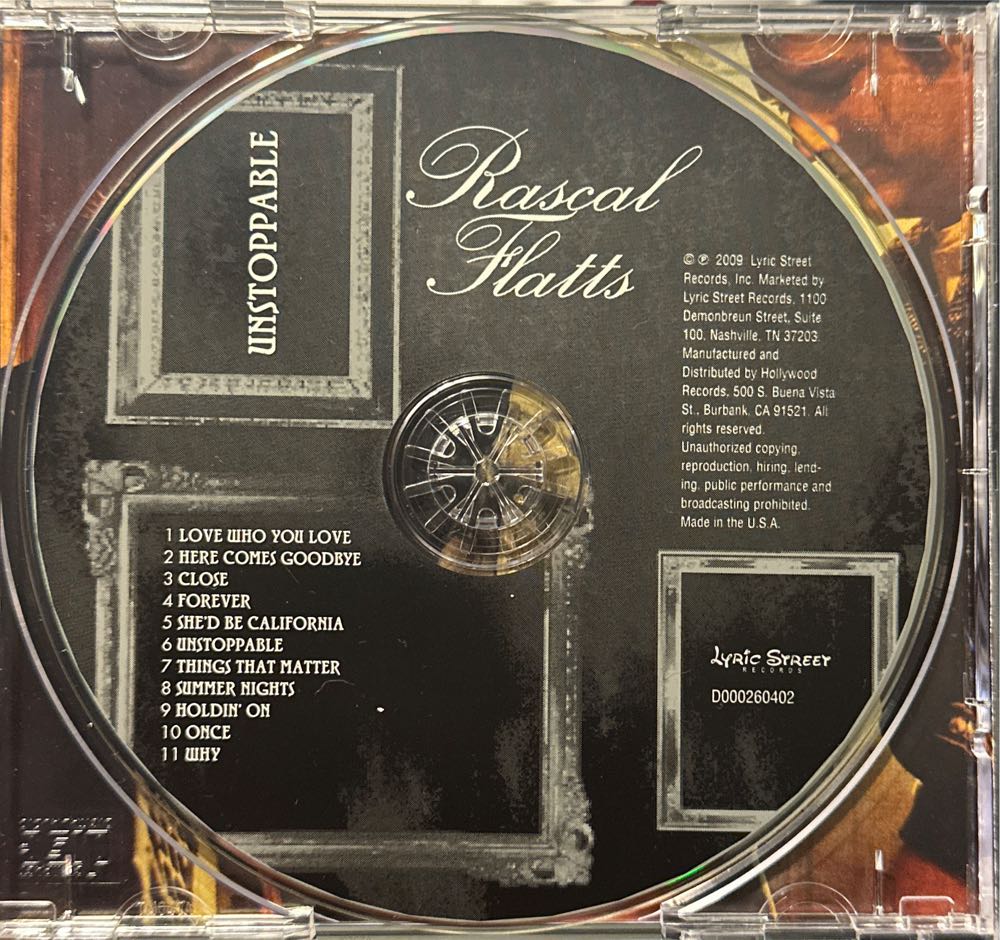 UNSTOPPABLE
Rascal
Flatts
© ℗ 2009 Lyric Street
Records, Inc. Marketed by
Lyric Street Records, 1100
Demonbreun Street, Suite
100, Nashville, TN 37203.
Manufactured and
Distributed by Hollywood
Records, 500 S. Buena Vista
St., Burbank, CA 91521. All
rights reserved.
Unauthorized copying,
reproduction, hiring, lend-
ing, public performance and
broadcasting prohibited.
Made in the U.S.A.
1 LOVE WHO YOU LOVE
2 HERE COMES GOODBYE
3 CLOSE
4 FOREVER
5 SHE'D BE CALIFORNIA
6 UNSTOPPABLE
7 THINGS THAT MATTER
8 SUMMER NIGHTS
9 HOLDIN' ON
10 ONCE
11 WHY
LYRIC STREET
RECORDS
D000260402